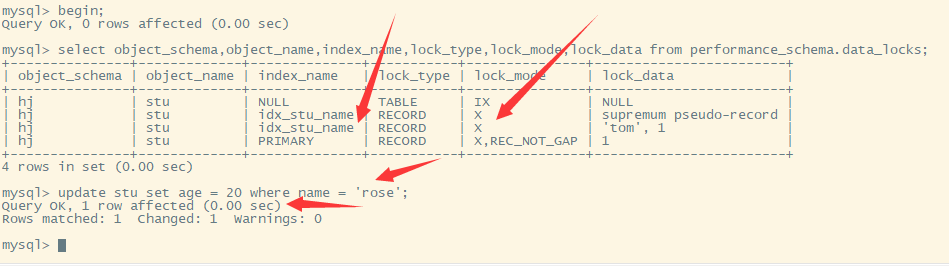 mysql> begin;
Query OK, 0 rows affected (0.00 sec)
mysql> select object_schema,object_name,index_name,lock_type,lock_mode,lock_data from performance_schema.data_locks;
+---------------+-------------+--------------+-----------+---------------+------------------------+
| object_schema | object_name | index_name | lock_type | lock_mode | lock_data |
+---------------+-------------+--------------+-----------+---------------+------------------------+
| hj | stu | NULL | TABLE | IX | NULL |
| hj | stu | idx_stu_name | RECORD | X | supremum pseudo-record |
| hj | stu | idx_stu_name | RECORD | X | 'tom', 1 |
| hj | stu | PRIMARY | RECORD | X,REC_NOT_GAP | 1 |
+---------------+-------------+--------------+-----------+---------------+------------------------+
4 rows in set (0.00 sec)
mysql> update stu set age = 20 where name = 'rose';
Query OK, 1 row affected (0.00 sec)
Rows matched: 1 Changed: 1 Warnings: 0
mysql>